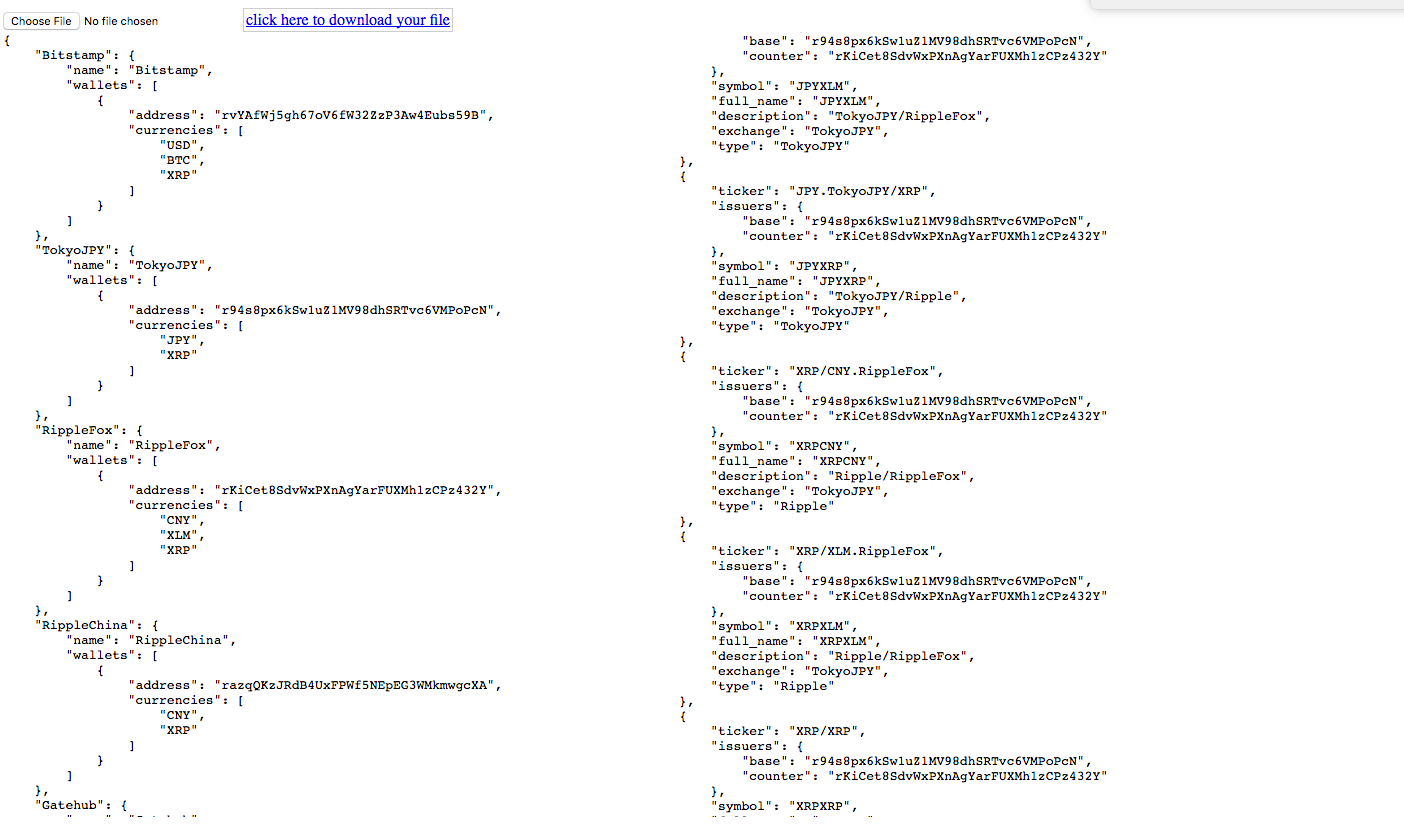 Choose File No file chosen
click here to download your file
{
    "Bitstamp": {
        "name": "Bitstamp",
        "wallets": [
            {
                "address": "rvYAfWj5gh67oV6fW32ZzP3Aw4Eubs59B",
                "currencies": [
                    "USD",
                    "BTC",
                    "XRP"
                ]
            }
        ]
    },
    "TokyoJPY": {
        "name": "TokyoJPY",
        "wallets": [
            {
                "address": "r94s8px6kSw1uZ1MV98dhSRTvc6VMPoPcN",
                "currencies": [
                    "JPY",
                    "XRP"
                ]
            }
        ]
    },
    "RippleFox": {
        "name": "RippleFox",
        "wallets": [
            {
                "address": "rKiCet8SdvWxPXnAgYarFUXMh1zCPz432Y",
                "currencies": [
                    "CNY",
                    "XLM",
                    "XRP"
                ]
            }
        ]
    },
    "RippleChina": {
        "name": "RippleChina",
        "wallets": [
            {
                "address": "razqQKzJRdB4UxFPWf5NEpEG3WMkmwgcXA",
                "currencies": [
                    "CNY",
                    "XRP"
                ]
            }
        ]
    },
    "Gatehub": {
        "base": "r94s8px6kSw1uZ1MV98dhSRTvc6VMPoPcN",
        "counter": "rKiCet8SdvWxPXnAgYarFUXMh1zCPz432Y"
    },
    "symbol": "JPYXLM",
    "full_name": "JPYXLM",
    "description": "TokyoJPY/RippleFox",
    "exchange": "TokyoJPY",
    "type": "TokyoJPY"
},
{
    "ticker": "JPY.TokyoJPY/XRP",
    "issuers": {
        "base": "r94s8px6kSw1uZ1MV98dhSRTvc6VMPoPcN",
        "counter": "rKiCet8SdvWxPXnAgYarFUXMh1zCPz432Y"
    },
    "symbol": "JPYXRP",
    "full_name": "JPYXRP",
    "description": "TokyoJPY/Ripple",
    "exchange": "TokyoJPY",
    "type": "TokyoJPY"
},
{
    "ticker": "XRP/CNY.RippleFox",
    "issuers": {
        "base": "r94s8px6kSw1uZ1MV98dhSRTvc6VMPoPcN",
        "counter": "rKiCet8SdvWxPXnAgYarFUXMh1zCPz432Y"
    },
    "symbol": "XRPCNY",
    "full_name": "XRPCNY",
    "description": "Ripple/RippleFox",
    "exchange": "TokyoJPY",
    "type": "Ripple"
},
{
    "ticker": "XRP/XLM.RippleFox",
    "issuers": {
        "base": "r94s8px6kSw1uZ1MV98dhSRTvc6VMPoPcN",
        "counter": "rKiCet8SdvWxPXnAgYarFUXMh1zCPz432Y"
    },
    "symbol": "XRPXLM",
    "full_name": "XRPXLM",
    "description": "Ripple/RippleFox",
    "exchange": "TokyoJPY",
    "type": "Ripple"
},
{
    "ticker": "XRP/XRP",
    "issuers": {
        "base": "r94s8px6kSw1uZ1MV98dhSRTvc6VMPoPcN",
        "counter": "rKiCet8SdvWxPXnAgYarFUXMh1zCPz432Y"
    },
    "symbol": "XRPXRP",